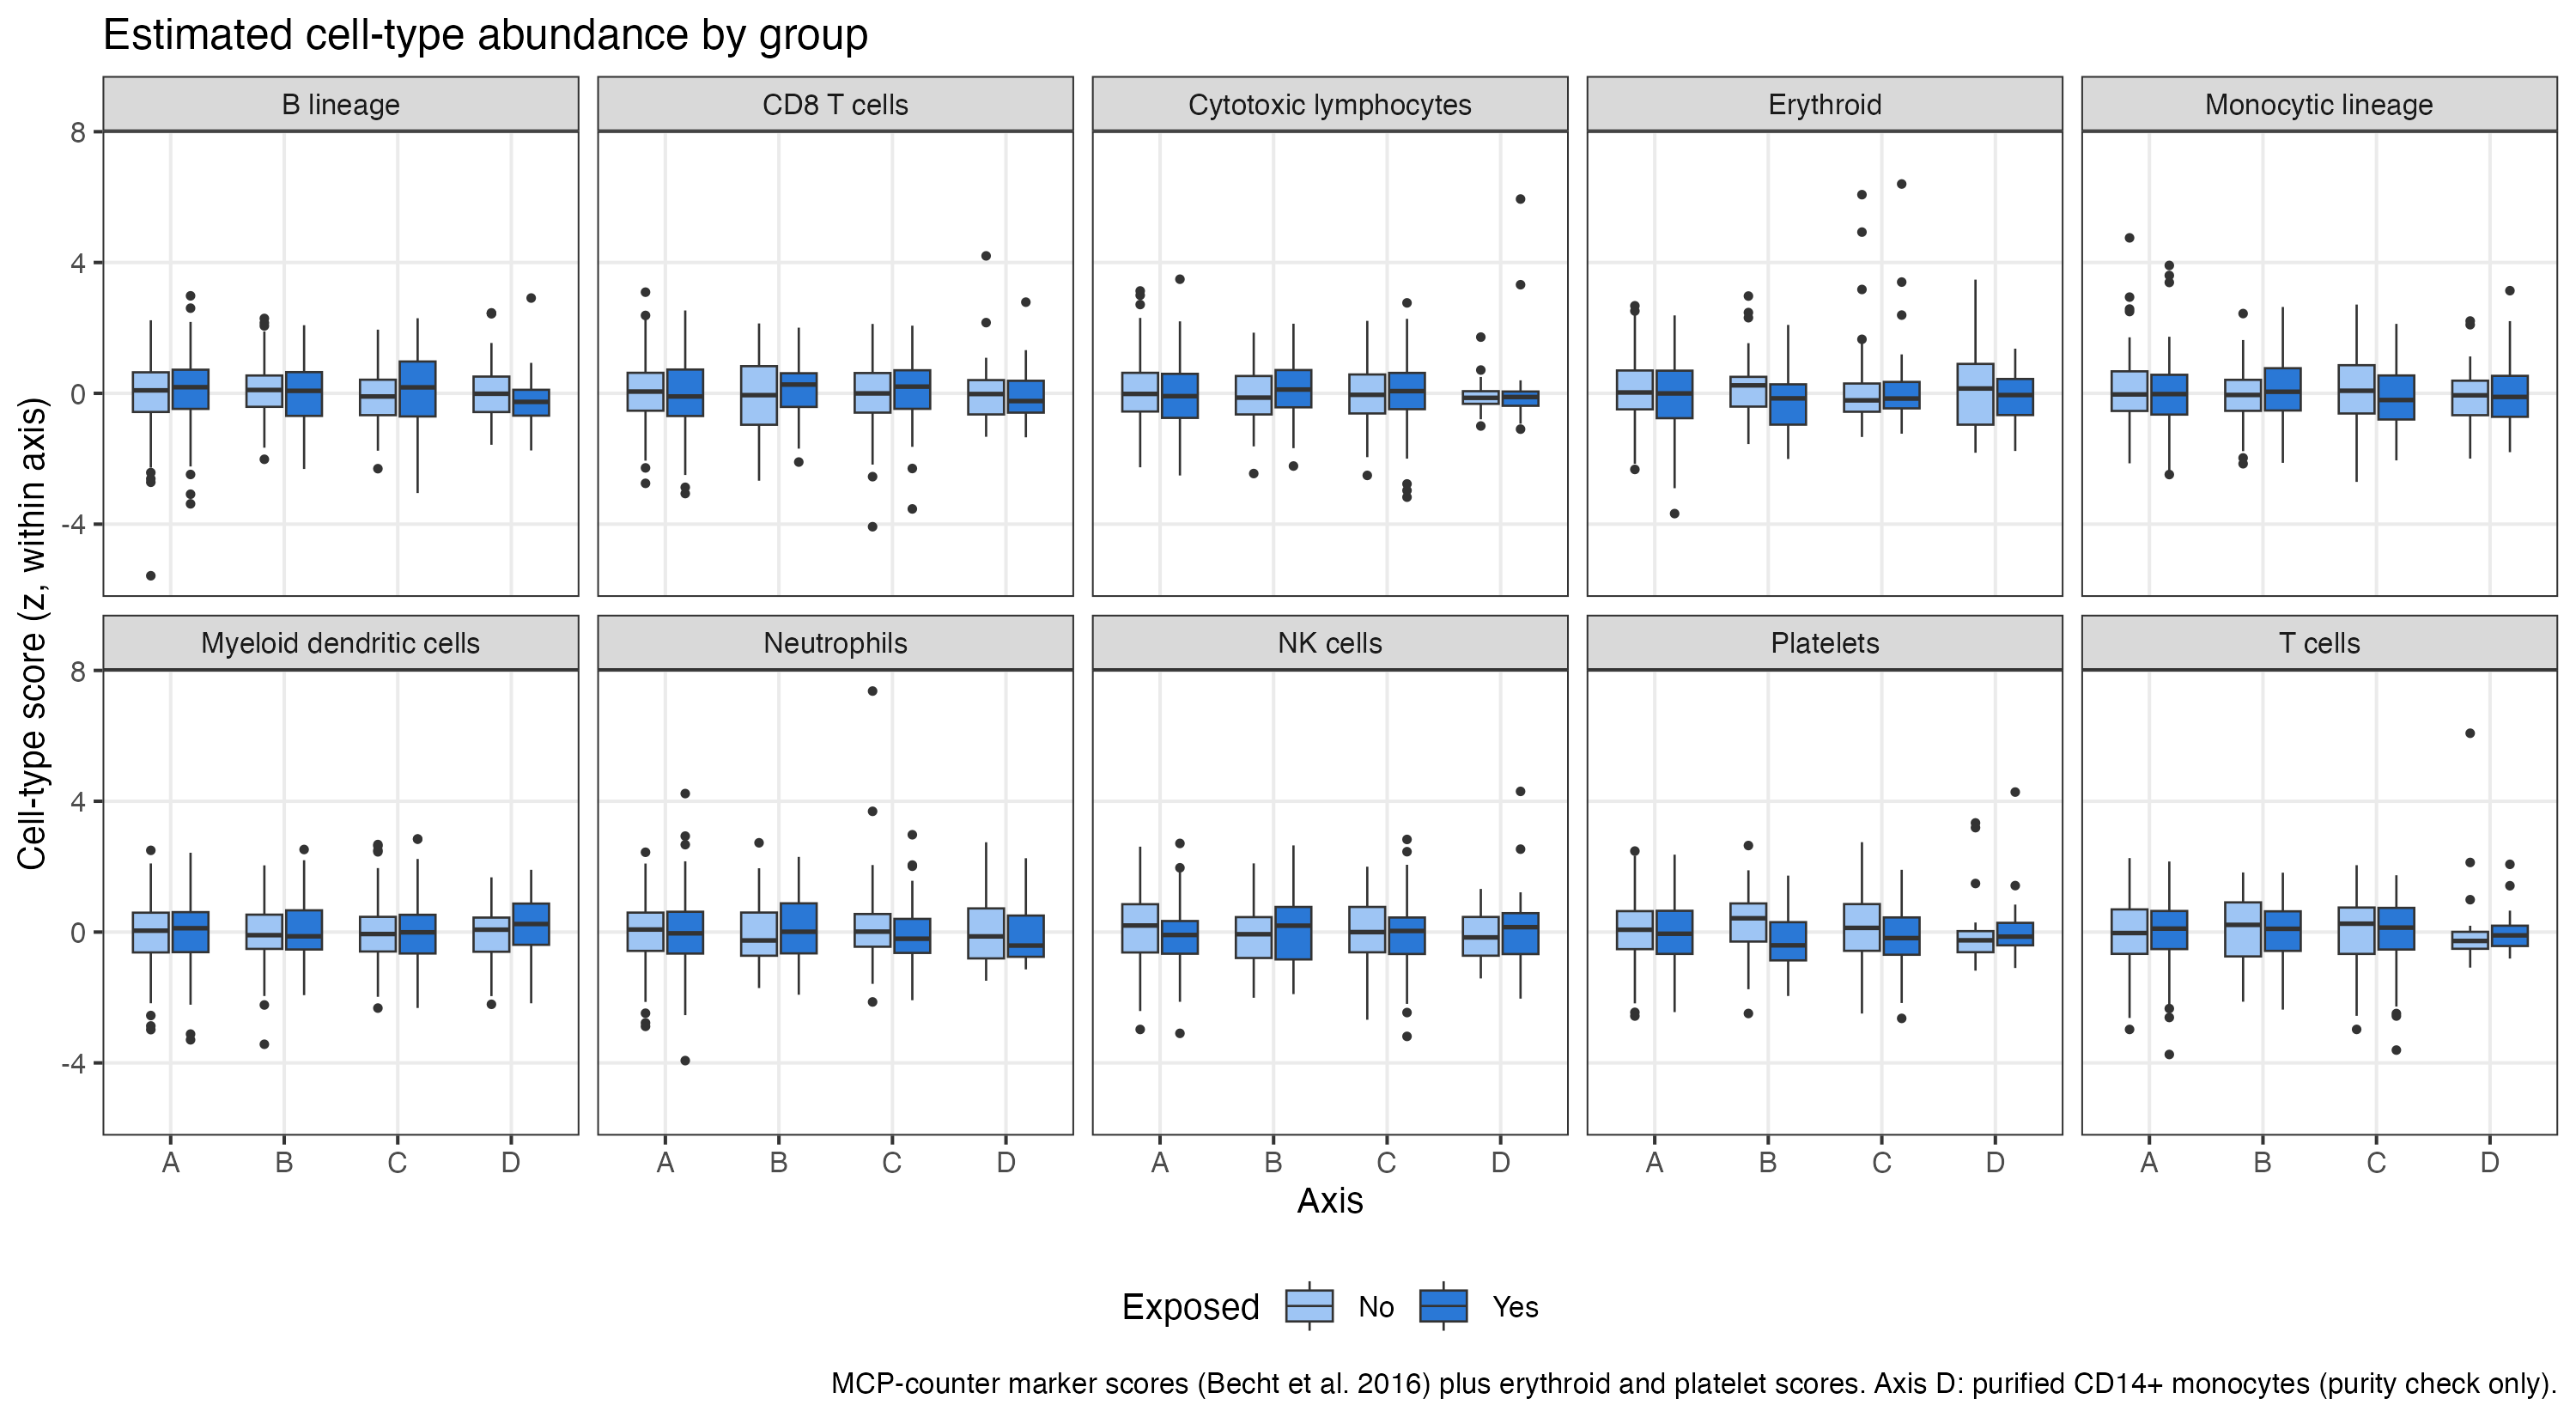 Estimated cell-type abundance by group
B lineage
CD8 T cells
Cytotoxic lymphocytes
Erythroid
Monocytic lineage
8
4
0
-4
Myeloid dendritic cells
Neutrophils
NK cells
Platelets
T cells
8
4
0
-4
Cell-type score (z, within axis)
A B C D
A B C D
A B C D
A B C D
A B C D
Axis
Exposed No Yes
MCP-counter marker scores (Becht et al. 2016) plus erythroid and platelet scores. Axis D: purified CD14+ monocytes (purity check only).